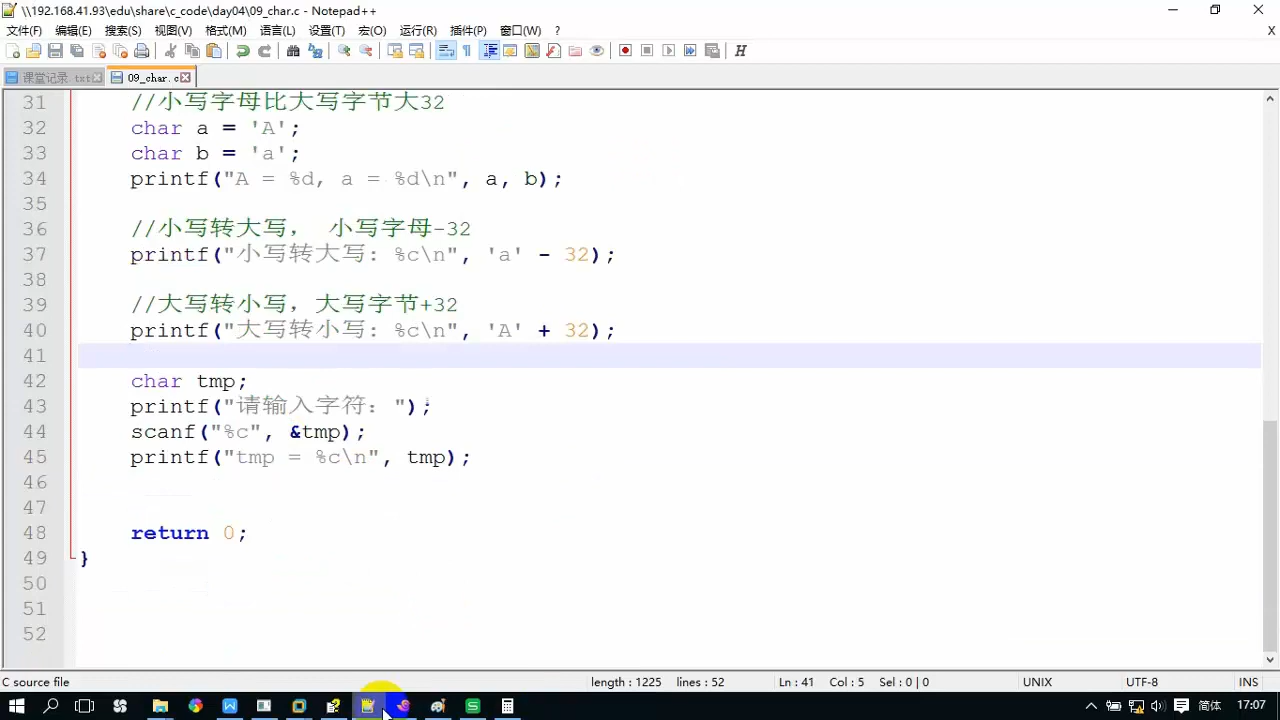 \\192.168.41.93\edu\share\c_code\day04\09_char.c - Notepad++
文件(F) 编辑(E) 搜索(S) 视图(V) 格式(M) 语言(L) 设置(T) 宏(O) 运行(R) 插件(P) 窗口(W) ? X
课堂记录 txt 09_char.c
31 //小写字母比大写字节大32
32 char a = 'A';
33 char b = 'a';
34 printf("A = %d, a = %d\n", a, b);
35
36 //小写转大写， 小写字母-32
37 printf("小写转大写: %c\n", 'a' - 32);
38
39 //大写转小写，大写字节+32
40 printf("大写转小写: %c\n", 'A' + 32);
41
42 char tmp;
43 printf("请输入字符: ");
44 scanf("%c", &tmp);
45 printf("tmp = %c\n", tmp);
46
47
48 return 0;
49 }
50
51
52
C source file length : 1225 lines : 52 Ln : 41 Col : 5 Sel : 0 | 0 UNIX UTF-8 INS
简体 17:07